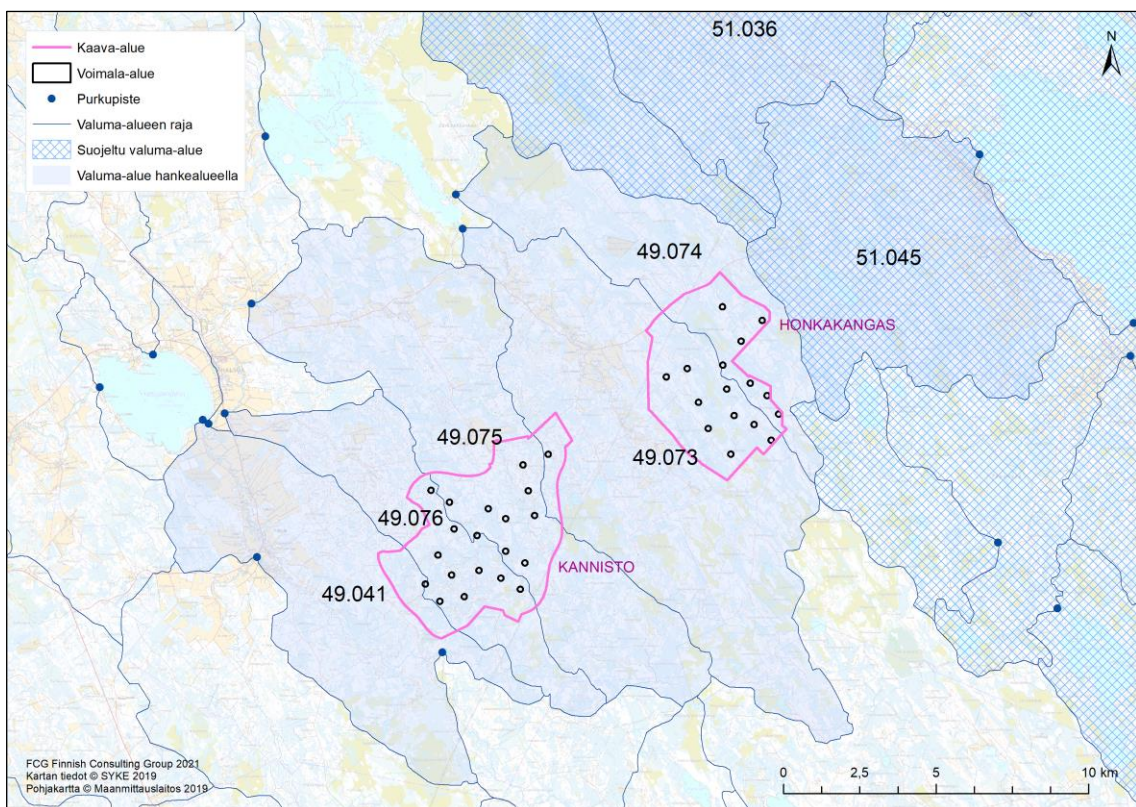 51.036
N
Kaava-alue
Voimala-alue
Purkupiste
Valuma-alueen raja
Suojeltu valuma-alue
Valuma-alue hankealueella
49.074
51.045
HONKAKANGAS
49.075
49.073
49.076
KANNISTO
49.041
FCG Finnish Consulting Group 2021
Kartan tiedot © SYKE 2019
Pohjakartta © Maanmittauslaitos 2019
0 2,5 5 10 km